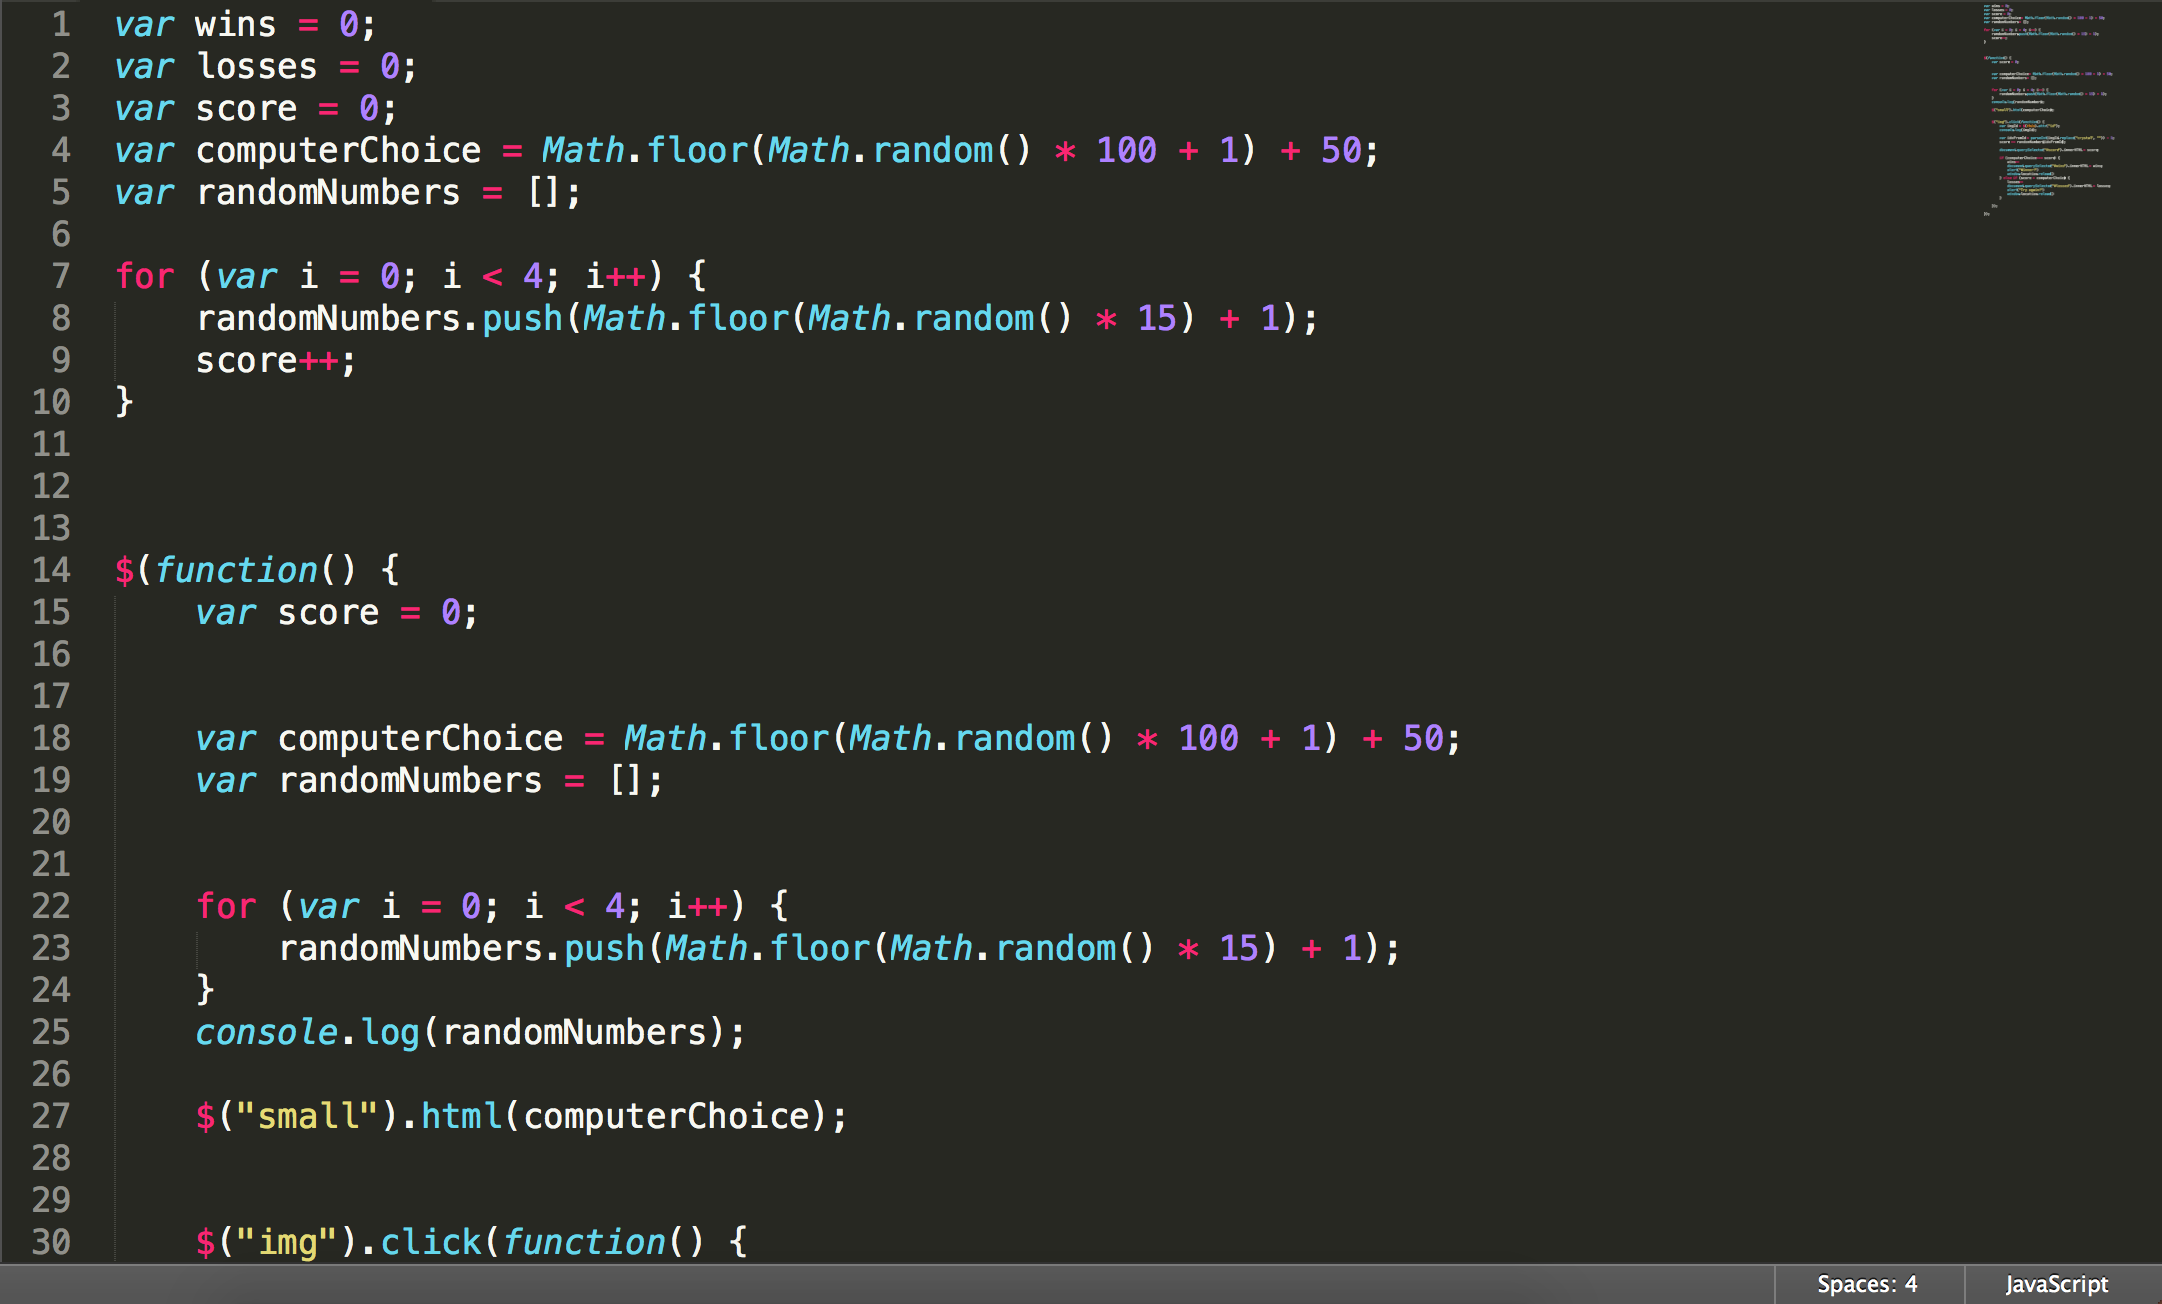 1 var wins = 0;
2 var losses = 0;
3 var score = 0;
4 var computerChoice = Math.floor(Math.random() * 100 + 1) + 50;
5 var randomNumbers = [];
6
7 for (var i = 0; i < 4; i++) {
8     randomNumbers.push(Math.floor(Math.random() * 15) + 1);
9     score++;
10 }
11
12
13
14 $(function() {
15     var score = 0;
16
17
18     var computerChoice = Math.floor(Math.random() * 100 + 1) + 50;
19     var randomNumbers = [];
20
21
22     for (var i = 0; i < 4; i++) {
23         randomNumbers.push(Math.floor(Math.random() * 15) + 1);
24     }
25     console.log(randomNumbers);
26
27     $("small").html(computerChoice);
28
29
30     $("img").click(function() {
Spaces: 4 JavaScript